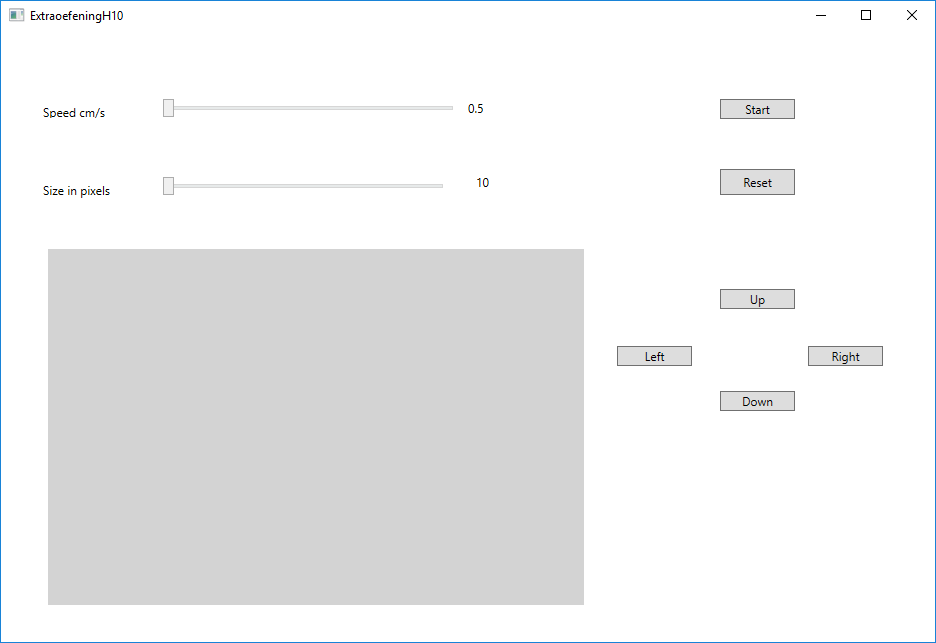 ExtraoefeningH10
Speed cm/s
0.5
Start
Size in pixels
10
Reset
Up
Left
Right
Down